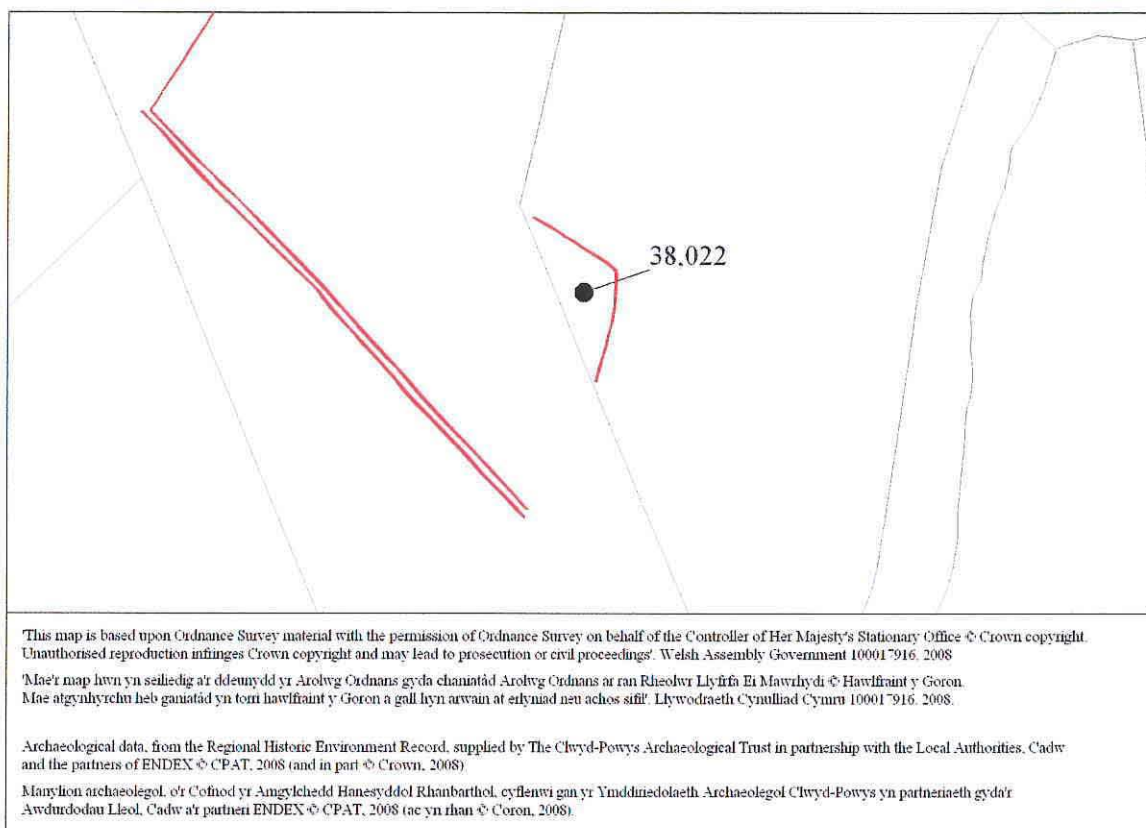 38,022
'This map is based upon Ordnance Survey material with the permission of Ordnance Survey on behalf of the Controller of Her Majesty's Stationary Office © Crown copyright.
Unauthorised reproduction infringes Crown copyright and may lead to prosecution or civil proceedings'. Welsh Assembly Government 100017916. 2008
'Mae'r map hwn yn seiliedig a'r ddeunydd yr Arolwg Ordnans gyda chaniatâd Arolwg Ordnans ar ran Rheolwr Llyfrfa Ei Mawrhydi © Hawlfraint y Goron.
Mae atgynhyrchu heb ganiatâd yn torri hawlfraint y Goron a gall hyn arwain at erlyniad neu achos sifil'. Llywodraeth Cynulliad Cymru 100017916. 2008.
Archaeological data, from the Regional Historic Environment Record, supplied by The Clwyd-Powys Archaeological Trust in partnership with the Local Authorities, Cadw
and the partners of ENDEX © CPAT, 2008 (and in part © Crown, 2008)
Manylion archaeolegol, o'r Cofnod yr Amgylchedd Hanesyddol Rhanbarthol, cyflenwi gan yr Ymddiriedolaeth Archaeolegol Clwyd-Powys yn partneriaeth gyda'r
Awdurdodau Lleol, Cadw a'r partneri ENDEX © CPAT, 2008 (ac yn rhan © Coron, 2008).